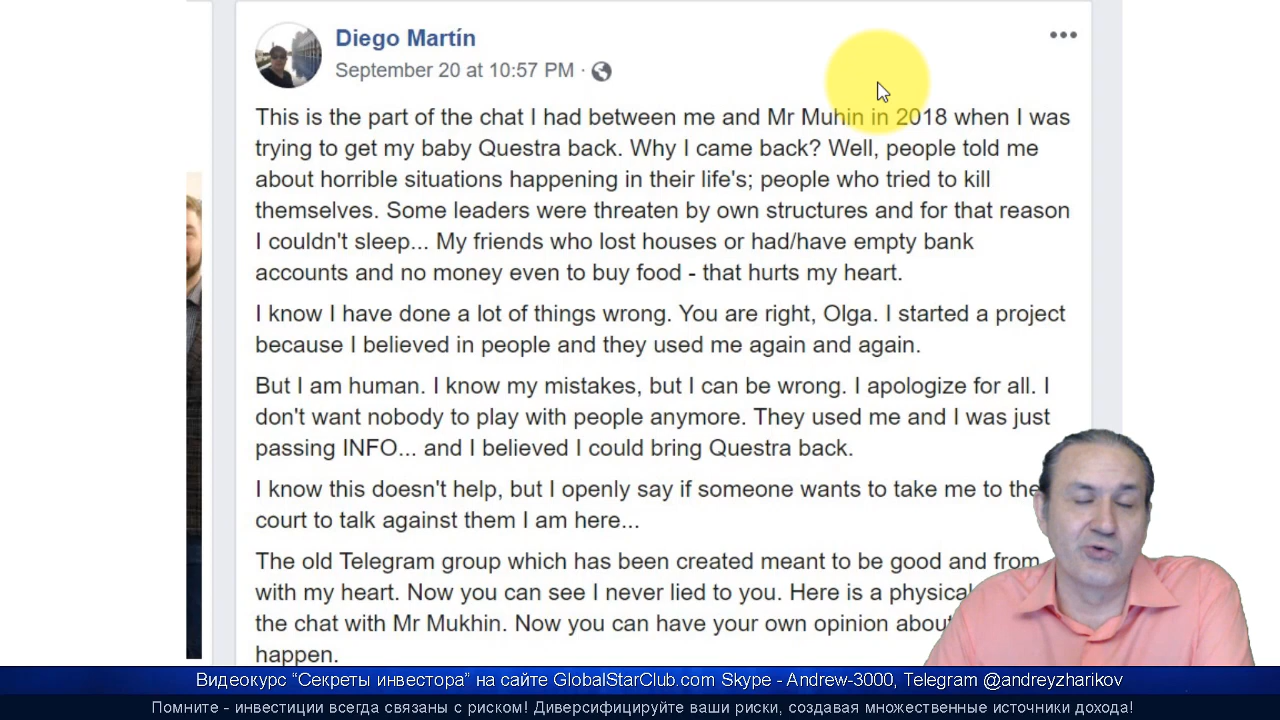 Diego Martín
September 20 at 10:57 PM ·
This is the part of the chat I had between me and Mr Muhin in 2018 when I was
trying to get my baby Questra back. Why I came back? Well, people told me
about horrible situations happening in their life's; people who tried to kill
themselves. Some leaders were threaten by own structures and for that reason
I couldn't sleep... My friends who lost houses or had/have empty bank
accounts and no money even to buy food - that hurts my heart.
I know I have done a lot of things wrong. You are right, Olga. I started a project
because I believed in people and they used me again and again.
But I am human. I know my mistakes, but I can be wrong. I apologize for all. I
don't want nobody to play with people anymore. They used me and I was just
passing INFO... and I believed I could bring Questra back.
I know this doesn't help, but I openly say if someone wants to take me to the
court to talk against them I am here...
The old Telegram group which has been created meant to be good and from
with my heart. Now you can see I never lied to you. Here is a physical
the chat with Mr Mukhin. Now you can have your own opinion about
happen.
Видеокурс “Секреты инвестора” на сайте GlobalStarClub.com Skype - Andrew-3000, Telegram @andreyzharikov
Помните - инвестиции всегда связаны с риском! Диверсифицируйте ваши риски, создавая множественные источники дохода!